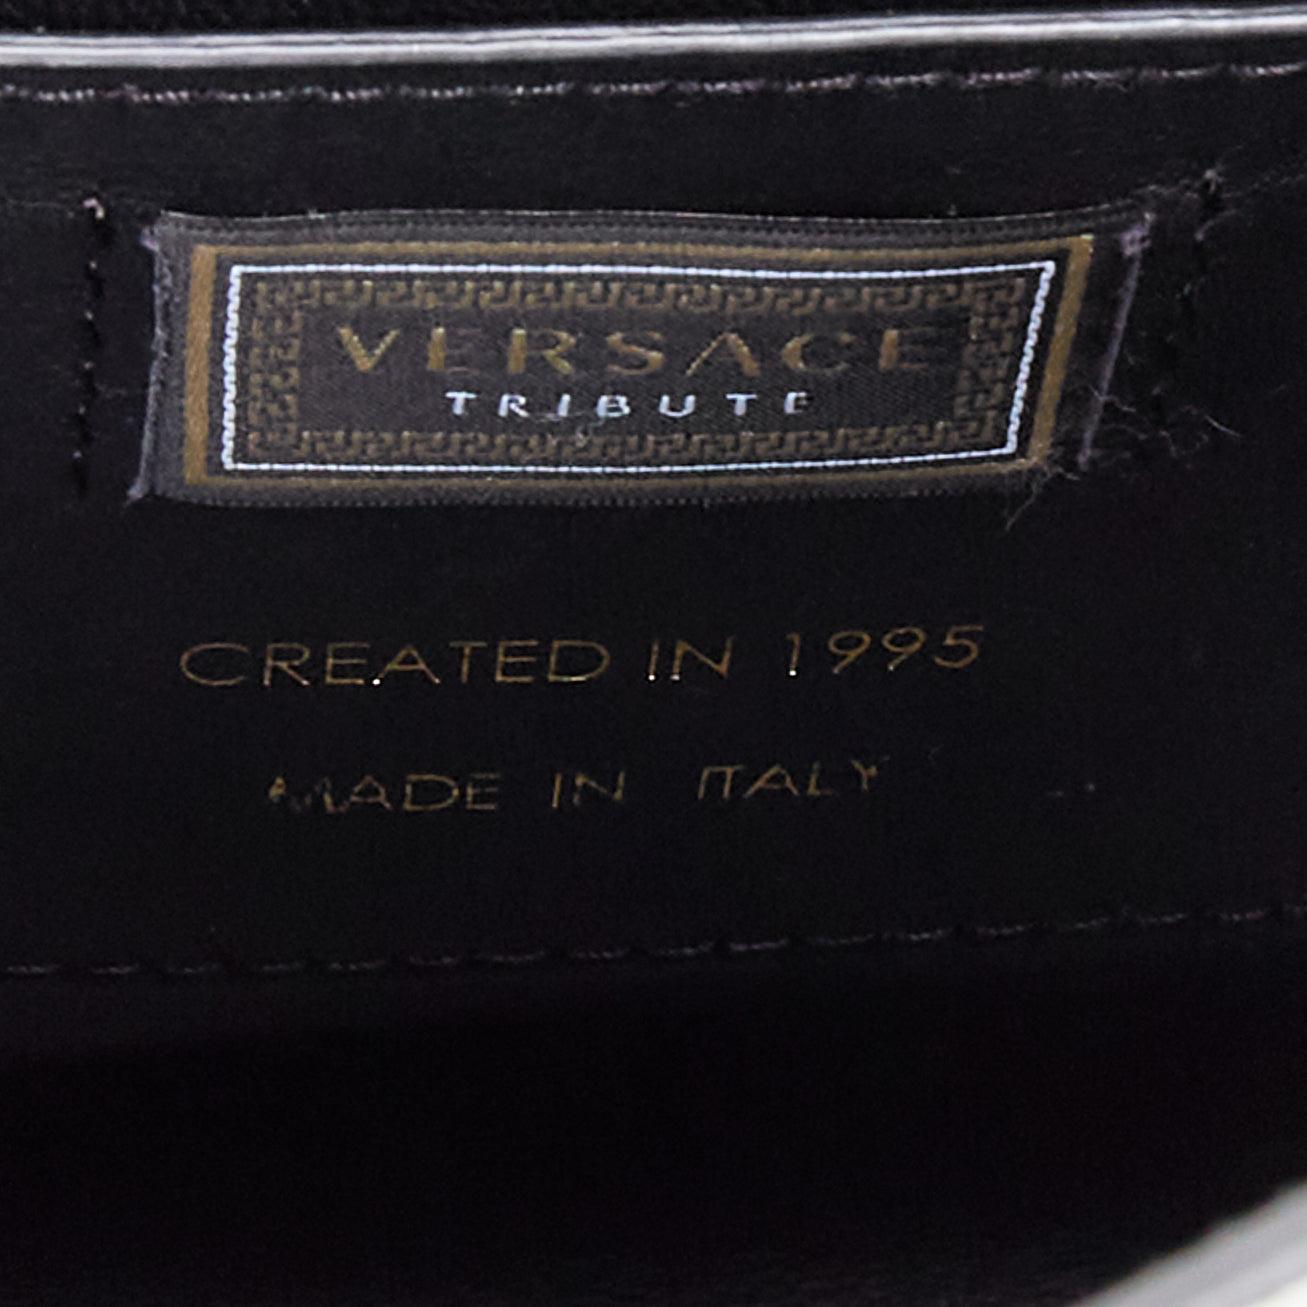 VERSACE
TRIBUTE
CREATED IN 1995
MADE IN ITALY